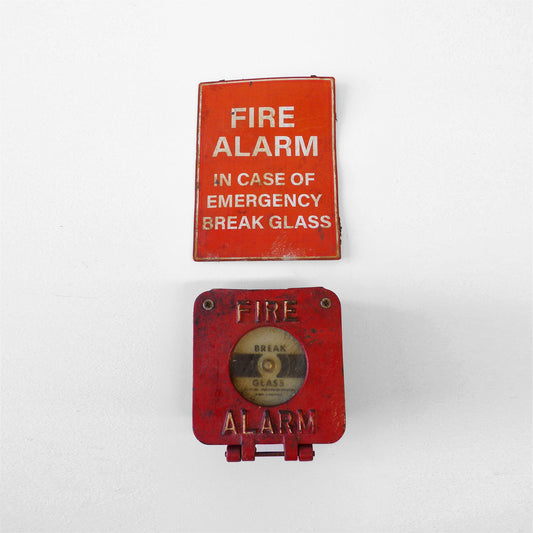 FIRE
ALARM
IN CASE OF
EMERGENCY
BREAK GLASS
FIRE
BREAK
GLASS
ALARM